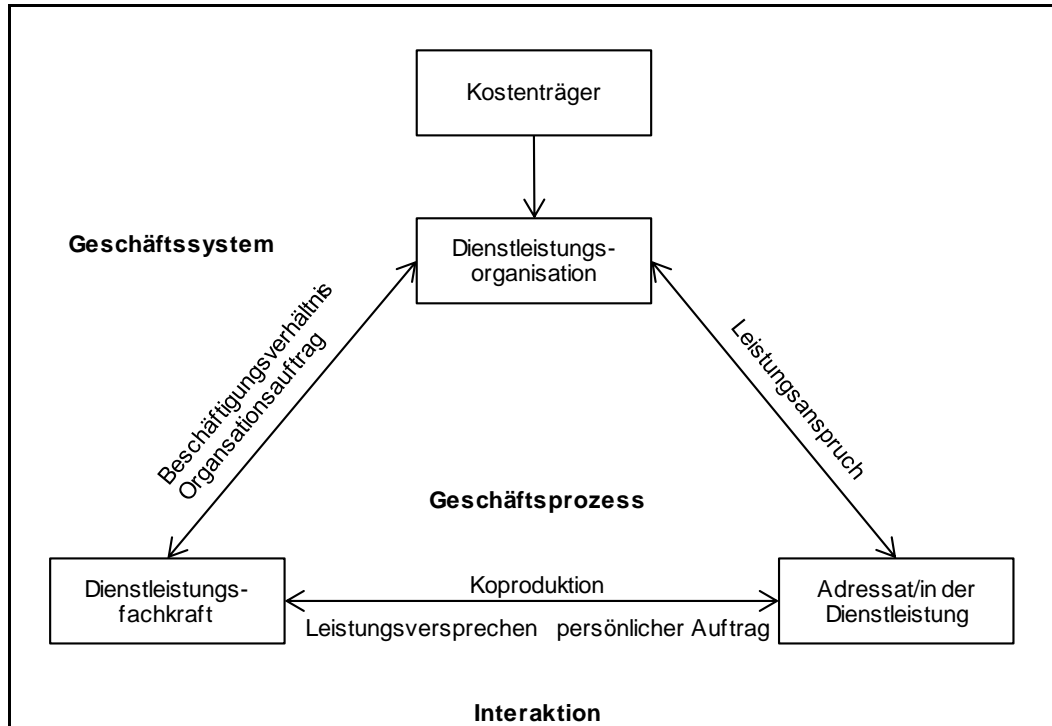 Kostenträger
Geschäftssystem
Dienstleistungs-
organisation
Beschäftigungsverhältnis
Organsationsauftrag
Leistungsanspruch
Geschäftsprozess
Dienstleistungs-
fachkraft
Koproduktion
Leistungsversprechen persönlicher Auftrag
Adressat/in der
Dienstleistung
Interaktion